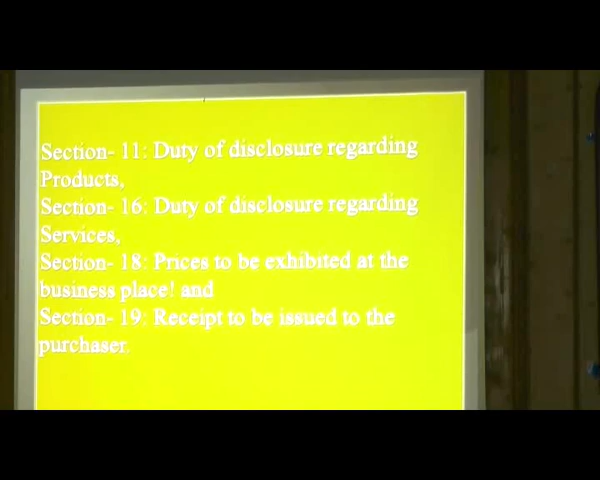 Section- 11: Duty of disclosure regarding
Products,
Section- 16: Duty of disclosure regarding
Services,
Section- 18: Prices to be exhibited at the
business place! and
Section- 19: Receipt to be issued to the
purchaser.